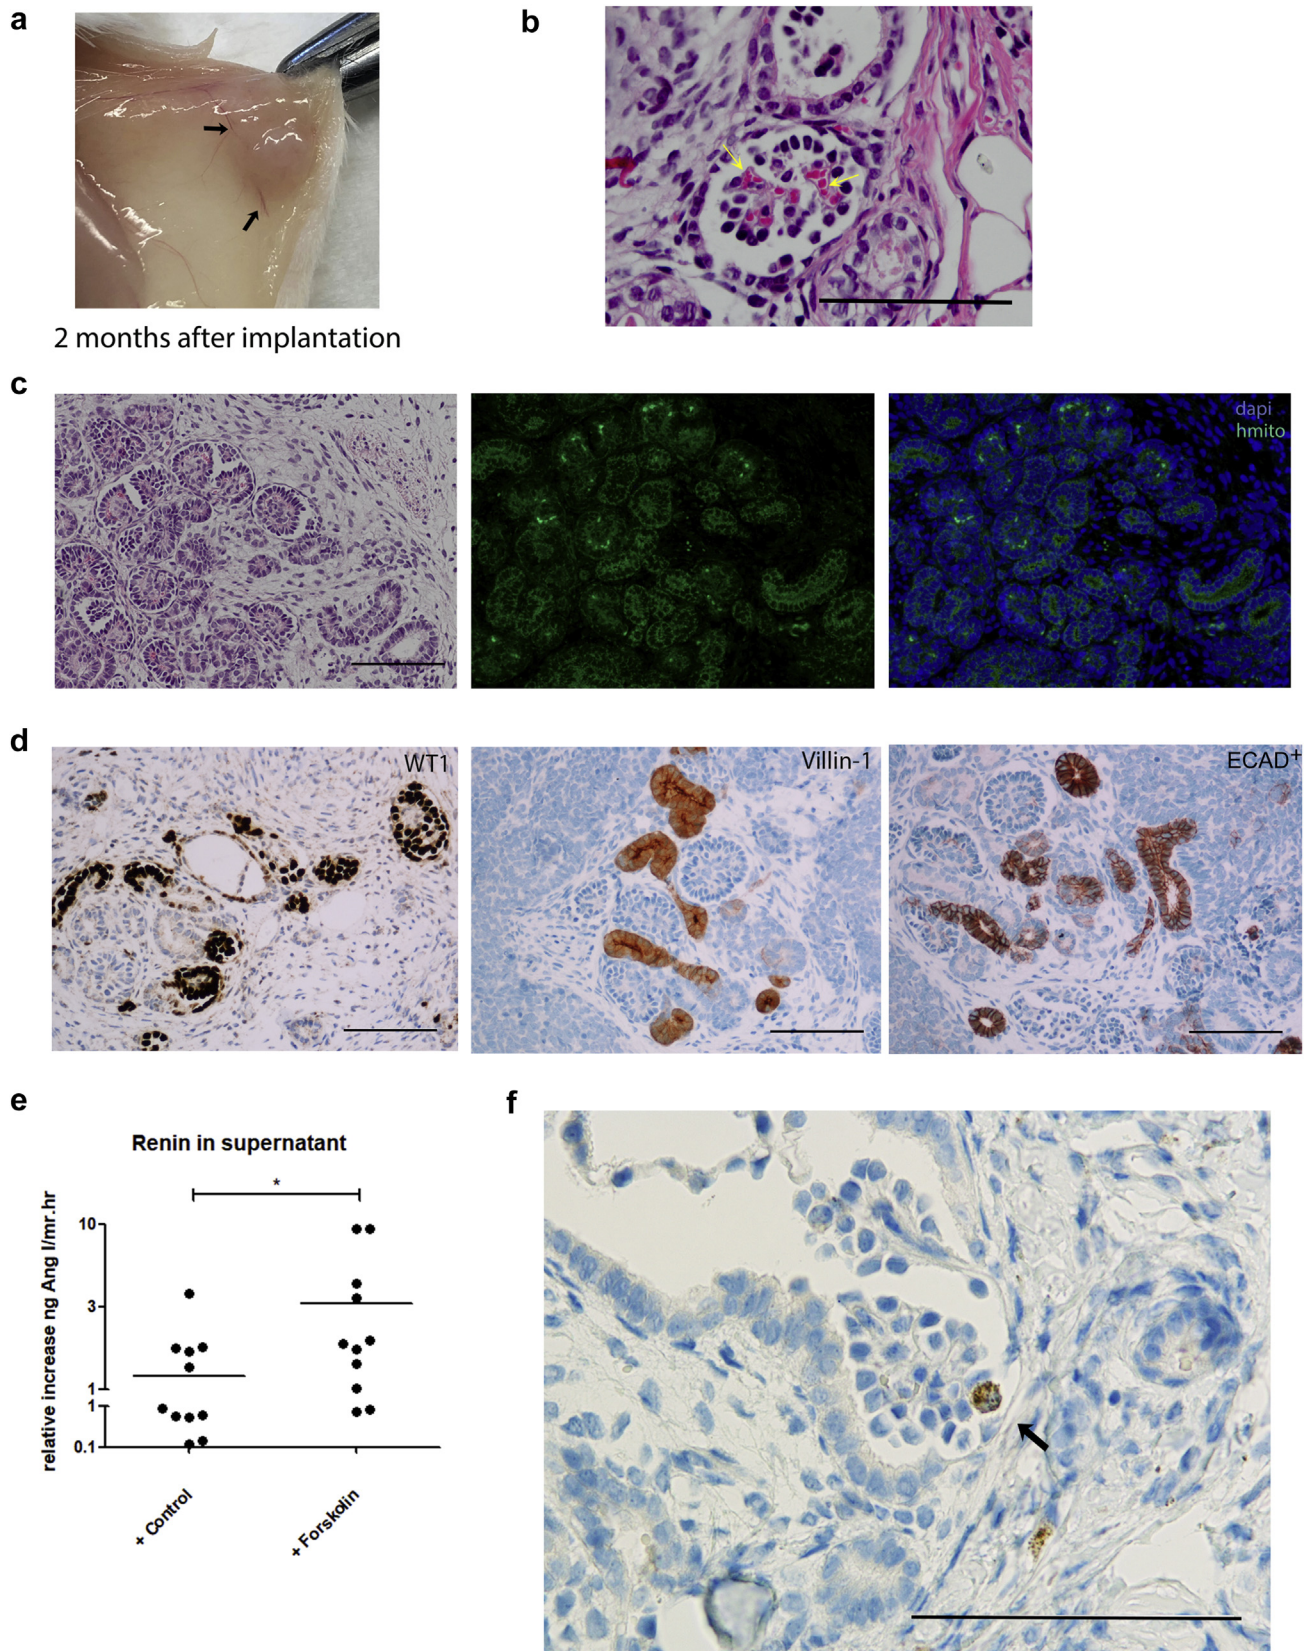 a
b
2 months after implantation
c
dapi
hmito
d
WT1
Villin-1
ECAD+
e
f
Renin in supernatant
*
relative increase ng Ang I/mr.hr
10
3
1
1
0.1
+ Control
+ Forskolin